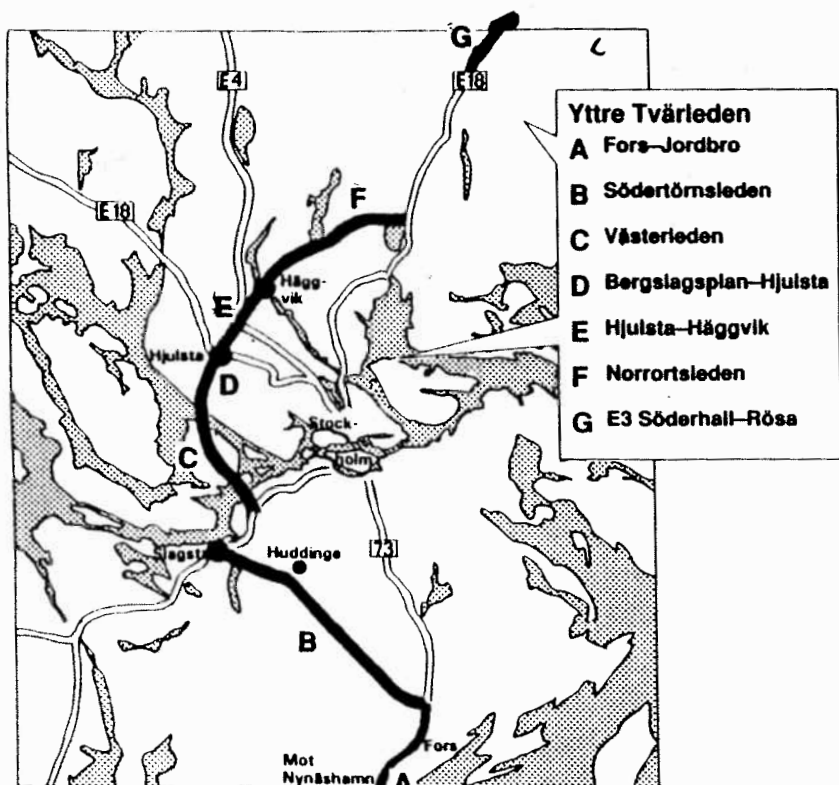 G
E4
E18
Yttre Tvärleden
A Fors–Jordbro
B Södertörnsleden
C Västerleden
D Bergslagsplan–Hjulsta
E Hjulsta–Häggvik
F Norrortsleden
G E3 Söderhall–Rösa
F
E18
Hägg-
vik
E
Hjulsta
D
Stock-
holm
C
Slagsta
Huddinge
73
B
Fors
Mot
Nynäshamn
A